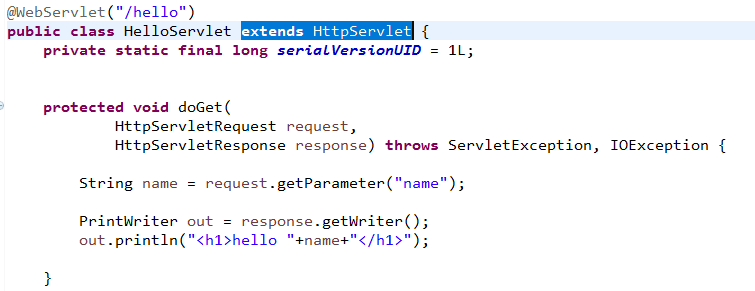 @WebServlet("/hello")
public class HelloServlet extends HttpServlet {
    private static final long serialVersionUID = 1L;
    protected void doGet(
            HttpServletRequest request,
            HttpServletResponse response) throws ServletException, IOException {
        String name = request.getParameter("name");
        PrintWriter out = response.getWriter();
        out.println("<h1>hello "+name+"</h1>");
    }